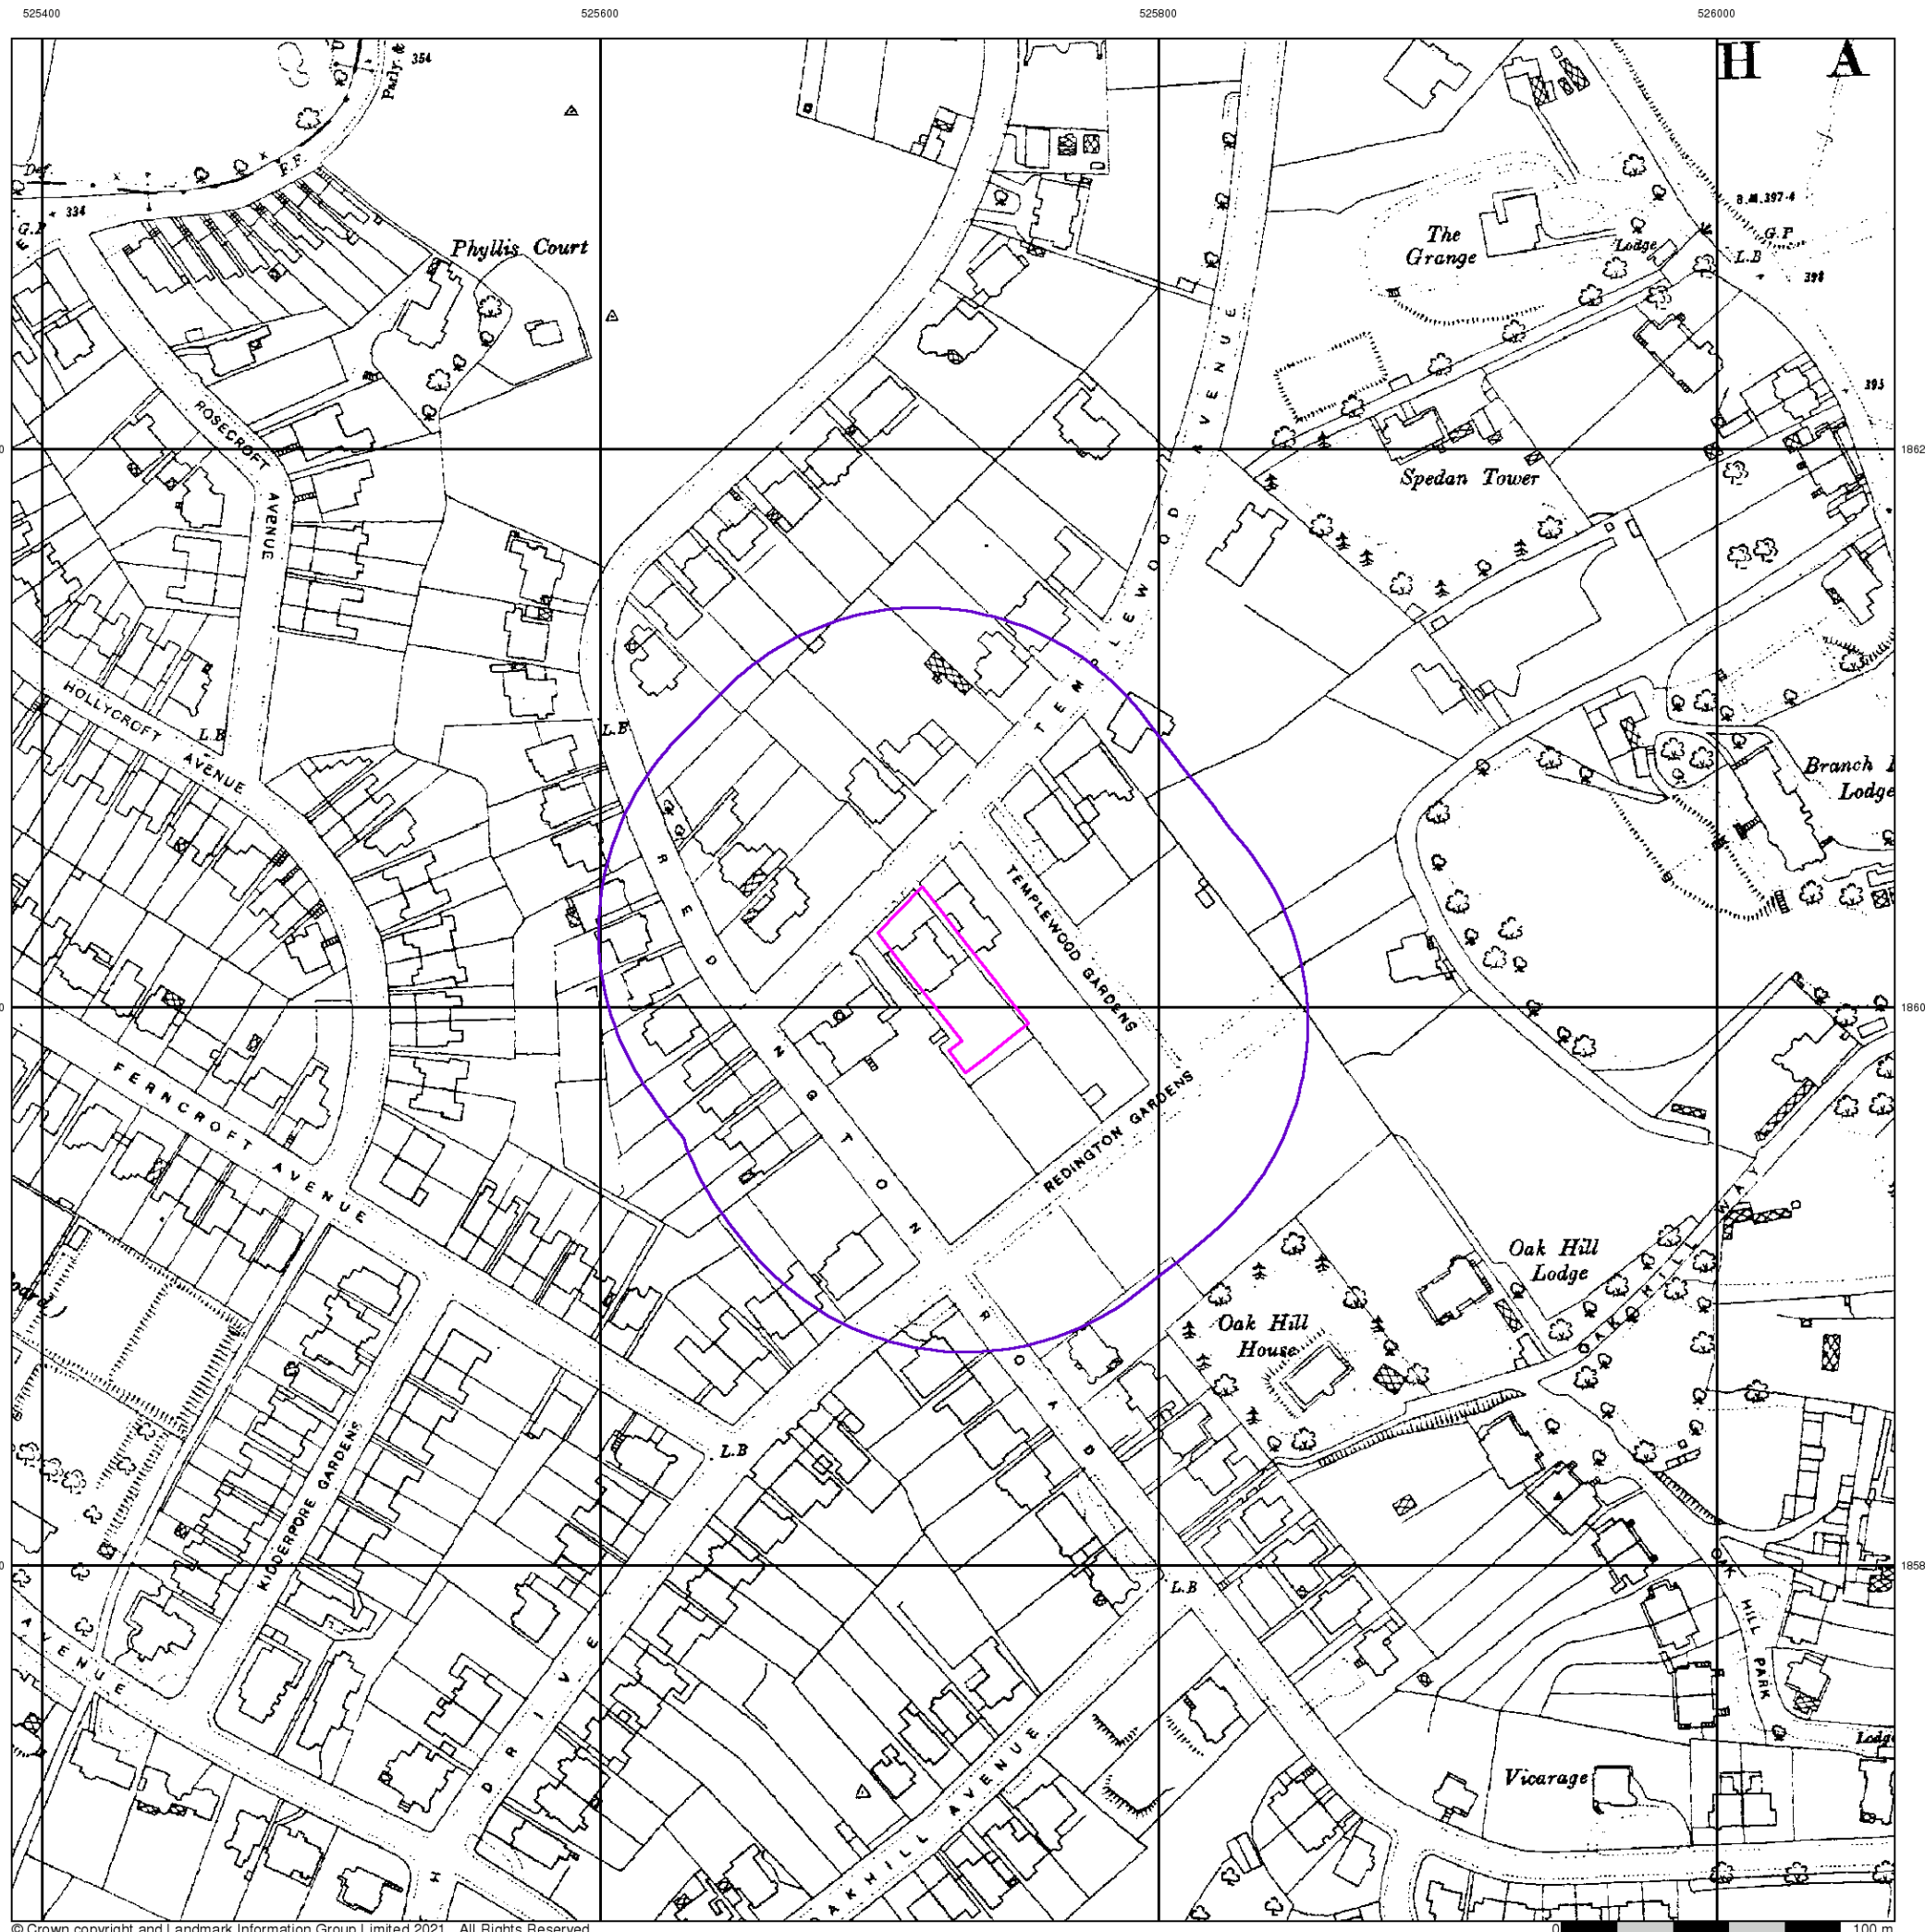 525400
525600
525800
526000
H A
Parly. &
354
Def.
F.F.
334
G.P
Phyllis Court
The
Grange
Lodge
B.M.397·4
G.P
L.B
398
395
ROSECROFT
AVENUE
TEMPLEWOOD AVENUE
Spedan Tower
1862
HOLLYCROFT AVENUE
L.B
L.B
Branch
Lodge
TEMPLEWOOD GARDENS
1860
FERNCROFT AVENUE
REDINGTON ROAD
REDINGTON GARDENS
Oak Hill
Lodge
OAK HILL WAY
Oak Hill
House
KIDDERPORE GARDENS
L.B
L.B
1858
OAK HILL PARK
AVENUE
DRIVE
H
OAKHILL AVENUE
Vicarage
Lodge
© Crown copyright and Landmark Information Group Limited 2021. All Rights Reserved.
0 100 m